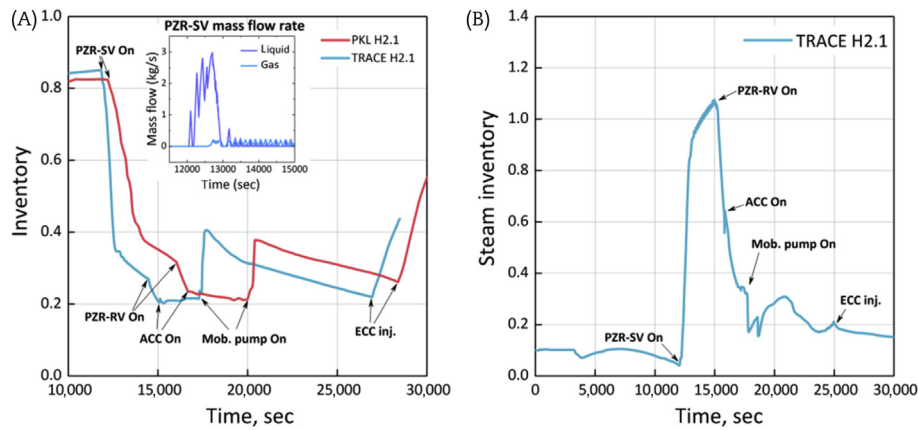 (A)
PZR-SV mass flow rate
PKL H2.1
TRACE H2.1
Liquid
Gas
Mass flow (kg/s)
3
2
1
0
12000 13000 14000 15000
Time (sec)
PZR-SV On
PZR-RV On
ACC On
Mob. pump On
ECC inj.
Inventory
1.0
0.8
0.6
0.4
0.2
0.0
10,000 15,000 20,000 25,000 30,000
Time, sec
(B)
TRACE H2.1
PZR-RV On
ACC On
Mob. pump On
ECC inj.
PZR-SV On
Steam inventory
1.4
1.2
1.0
0.8
0.6
0.4
0.2
0.0
0 5,000 10,000 15,000 20,000 25,000 30,000
Time, sec